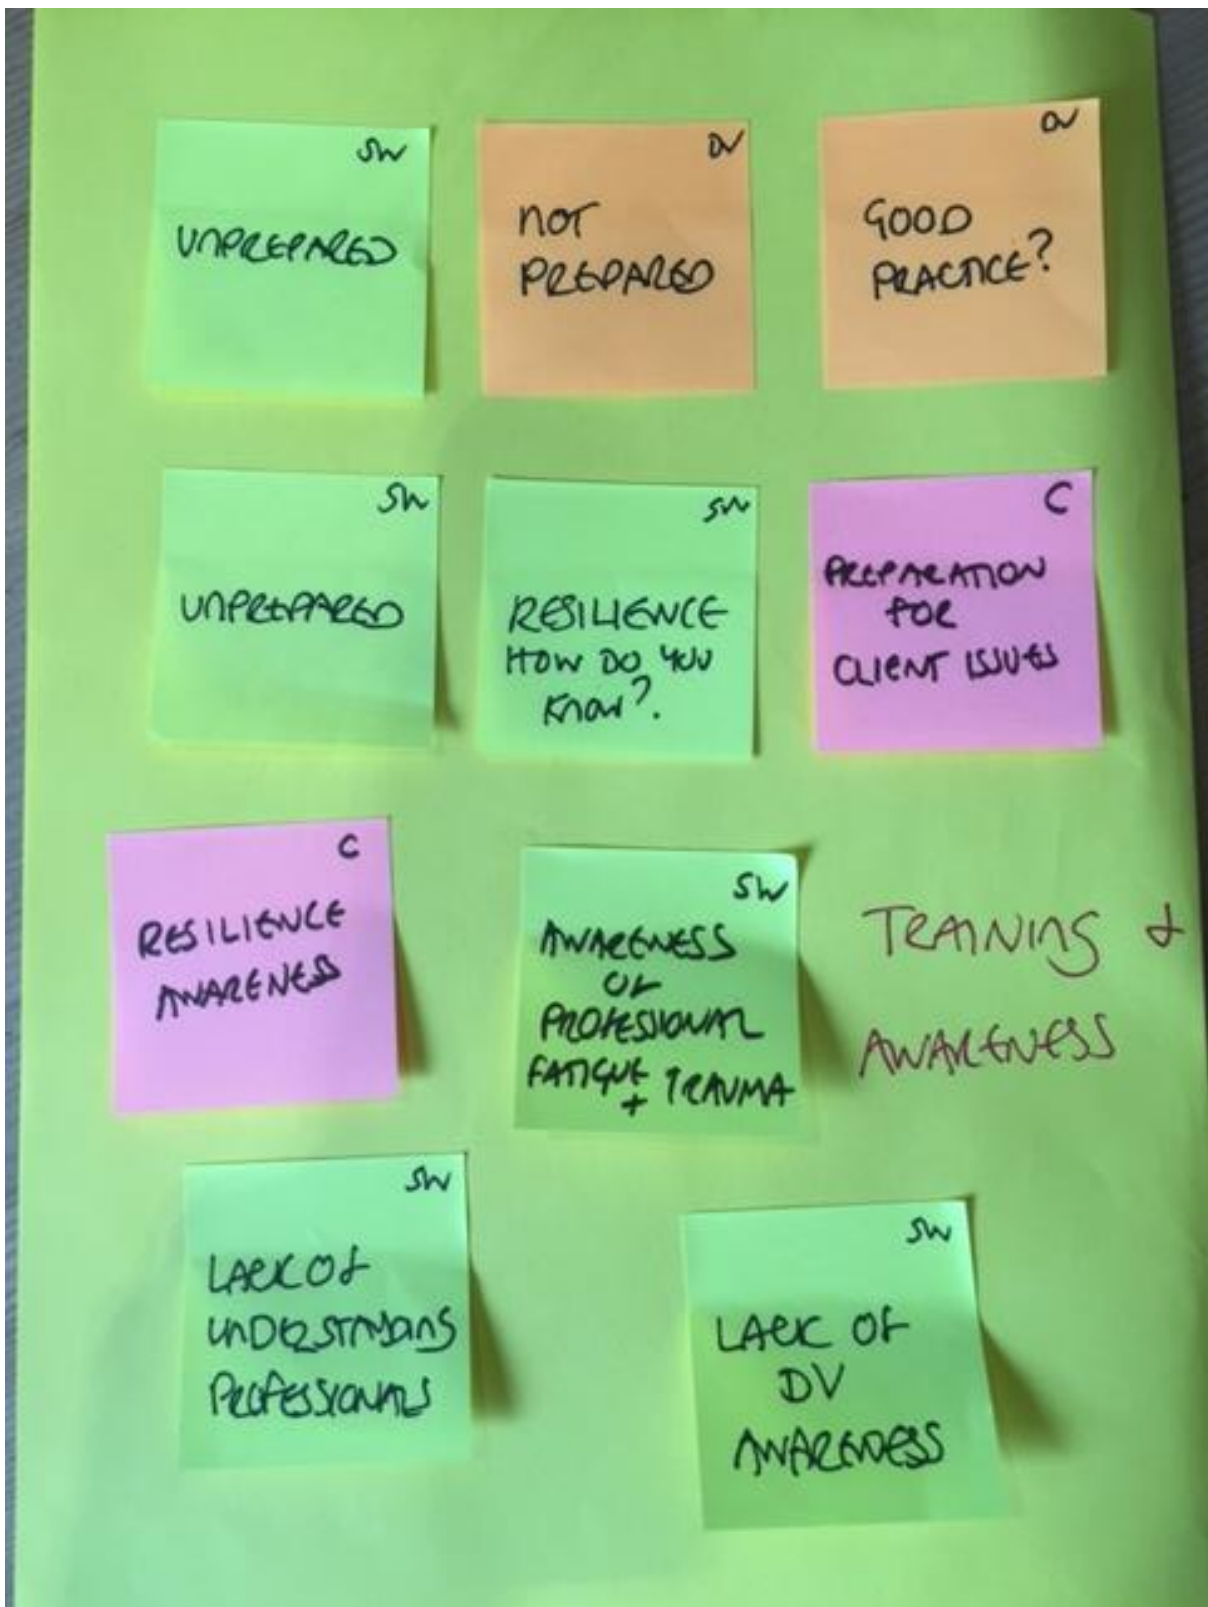 SW
UNPREPARED
DV
NOT
PREPARED
DV
GOOD
PRACTICE?
SW
UNPREPARED
SW
RESILIENCE
HOW DO YOU
KNOW?.
C
PREPARATION
FOR
CLIENT ISSUES
C
RESILIENCE
AWARENESS
SW
AWARENESS
OF
PROFESSIONAL
FATIGUE
+ TRAUMA
TRAINING &
AWARENESS
SW
LACK OF
UNDERSTANDING
PROFESSIONALS
SW
LACK OF
DV
AWARENESS